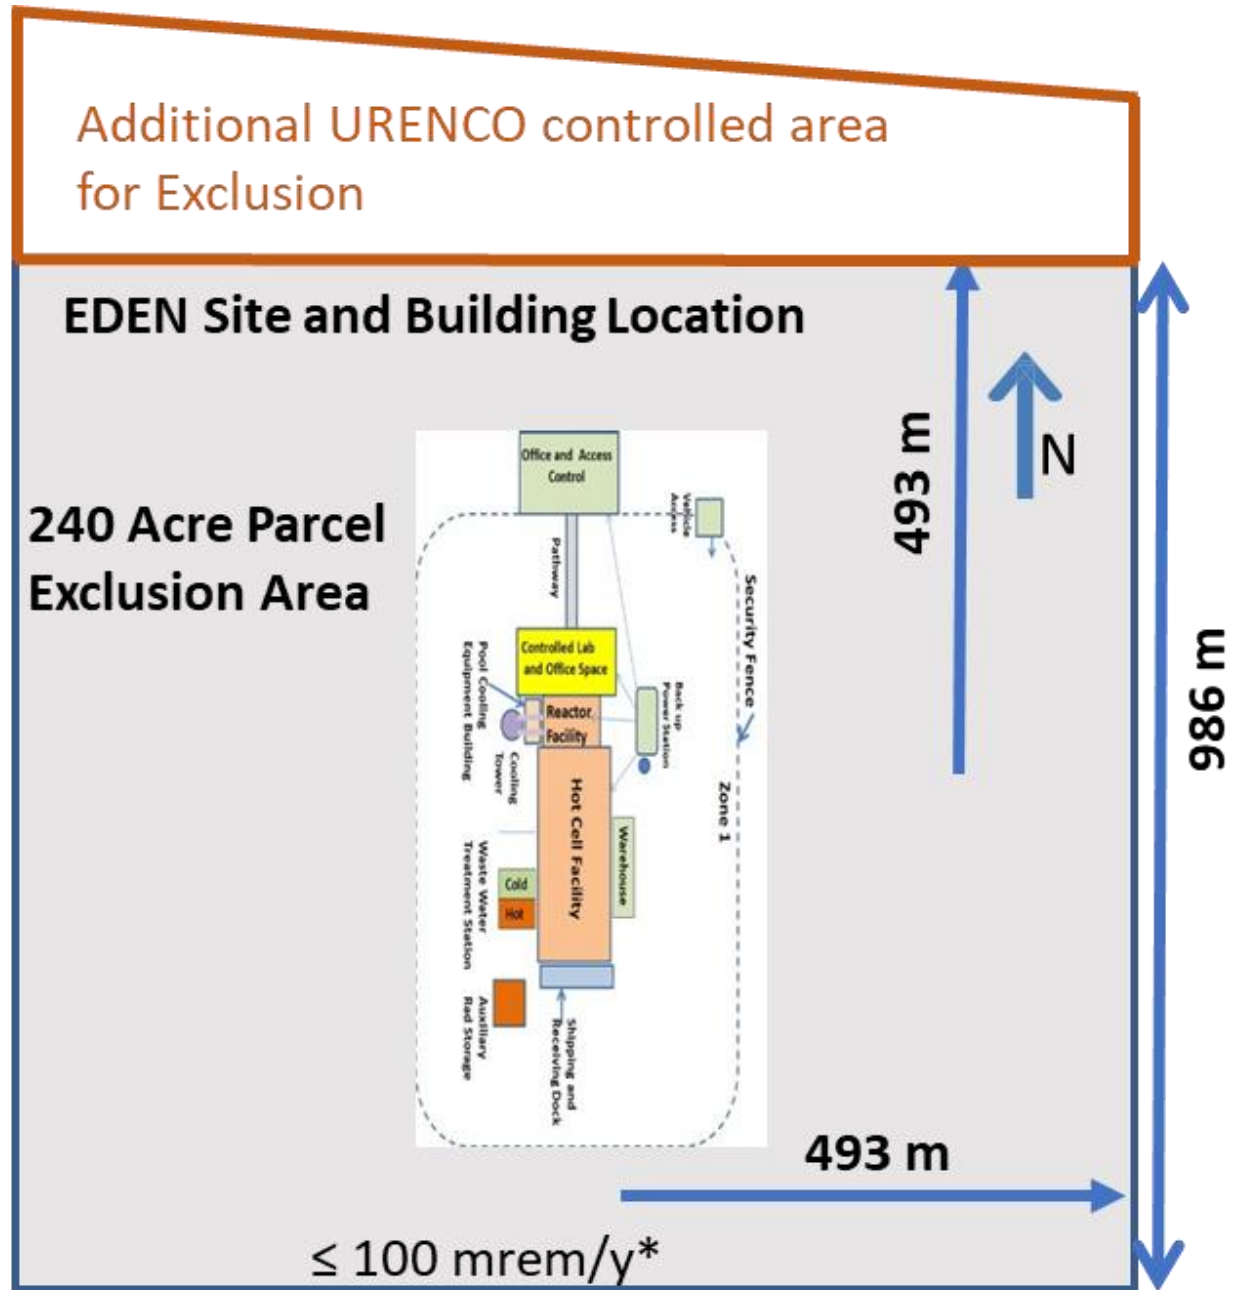 Additional URENCO controlled area
for Exclusion
EDEN Site and Building Location
240 Acre Parcel
Exclusion Area
493 m
N
986 m
Office and Access
Control
Vehicle
Access
Pathway
Security Fence
Controlled Lab
and Office Space
Pool Cooling
Equipment Building
Reactor
Facility
Back up
Power Station
Cooling
Tower
Zone 1
Hot Cell Facility
Warehouse
Waste Water
Treatment Station
Cold
Hot
Auxiliary
Rad Storage
Shipping and
Receiving Dock
493 m
≤ 100 mrem/y*